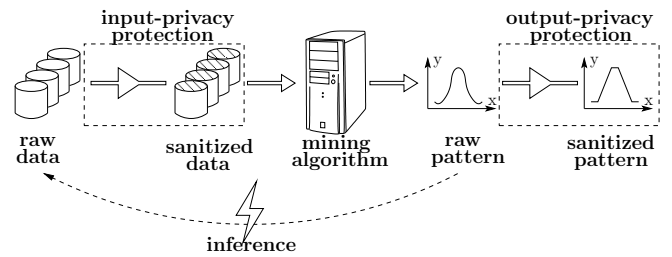 input-privacy
protection
output-privacy
protection
y
x
y
x
raw
data
sanitized
data
mining
algorithm
raw
pattern
sanitized
pattern
inference